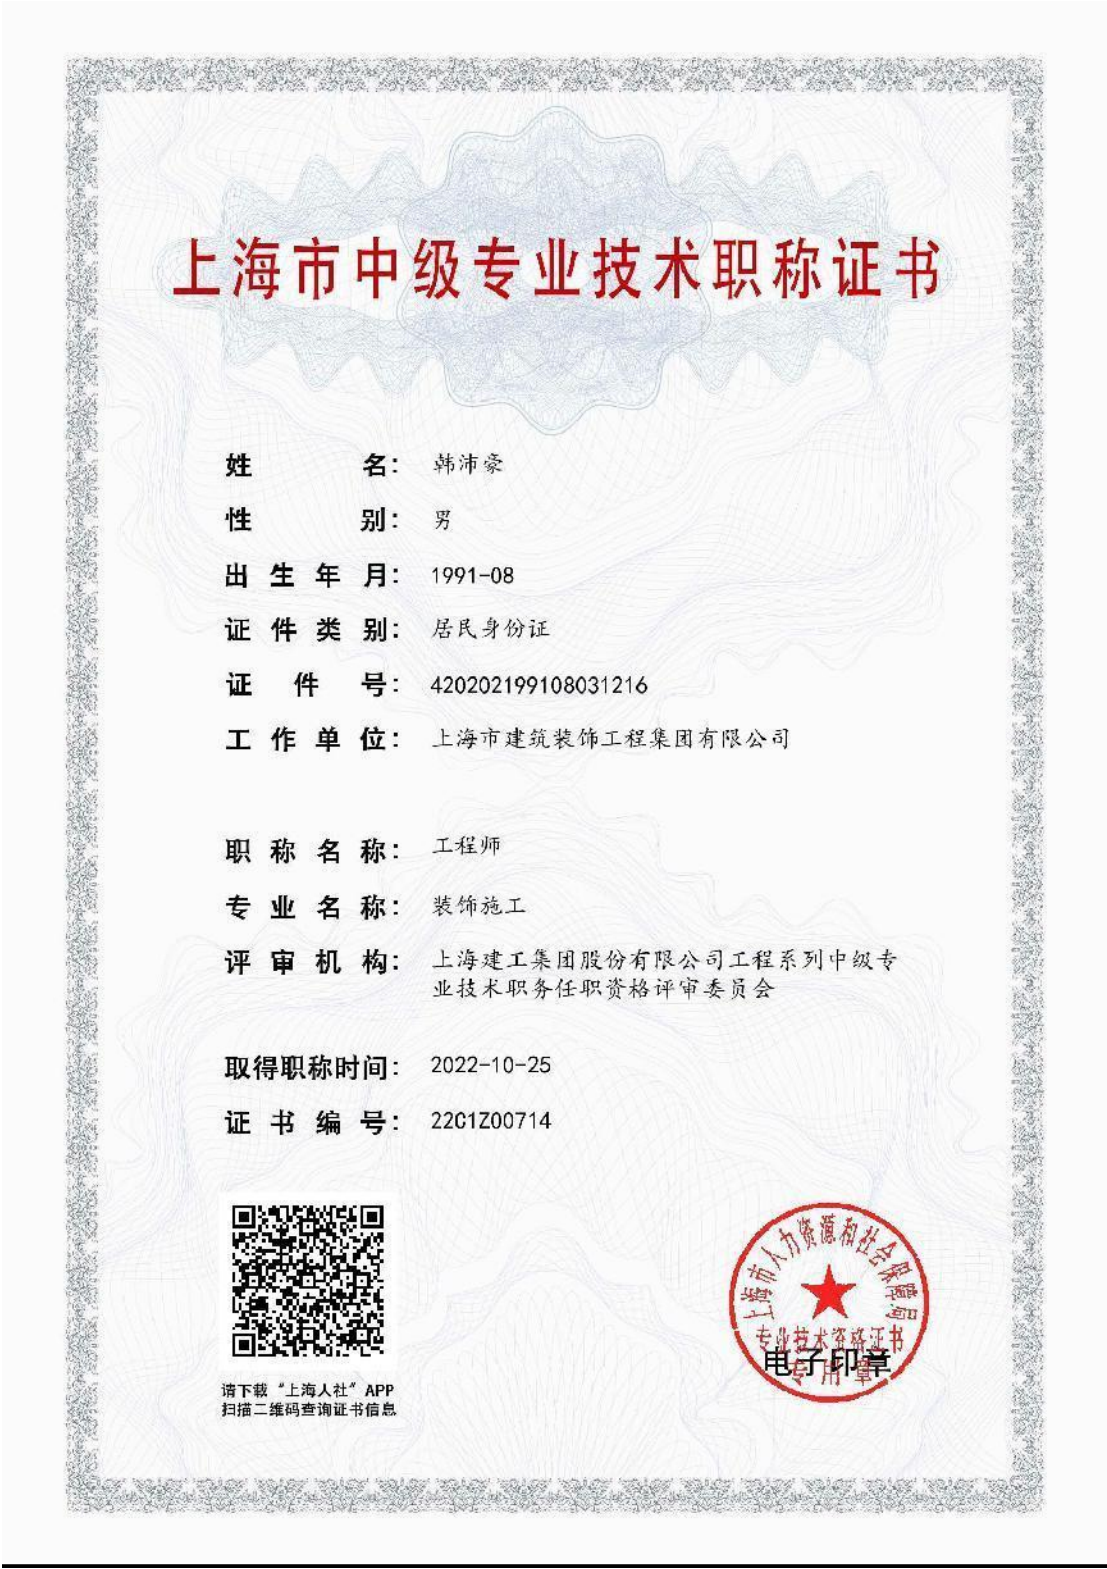 上海市中级专业技术职称证书
姓名：韩沛豪
性别：男
出生年月：1991-08
证件类别：居民身份证
证件号：420202199108031216
工作单位：上海市建筑装饰工程集团有限公司
职称名称：工程师
专业名称：装饰施工
评审机构：上海建工集团股份有限公司工程系列中级专
业技术职务任职资格评审委员会
取得职称时间：2022-10-25
证书编号：22C1Z00714
上海市人力资源和社会保障局
专业技术资格证书
专用章
电子印章
请下载“上海人社”APP
扫描二维码查询证书信息